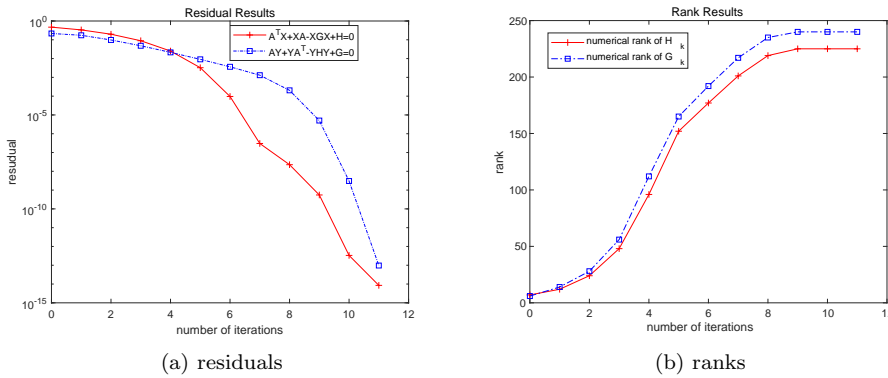 Residual Results
10^0
10^-5
10^-10
10^-15
resudual
A^TX+XA-XGX+H=0
AY+YA^T-YHY+G=0
0 2 4 6 8 10 12
number of iterations
(a) residuals
Rank Results
250
200
150
100
50
0
rank
numerical rank of H_k
numerical rank of G_k
0 2 4 6 8 10 1
number of iterations
(b) ranks